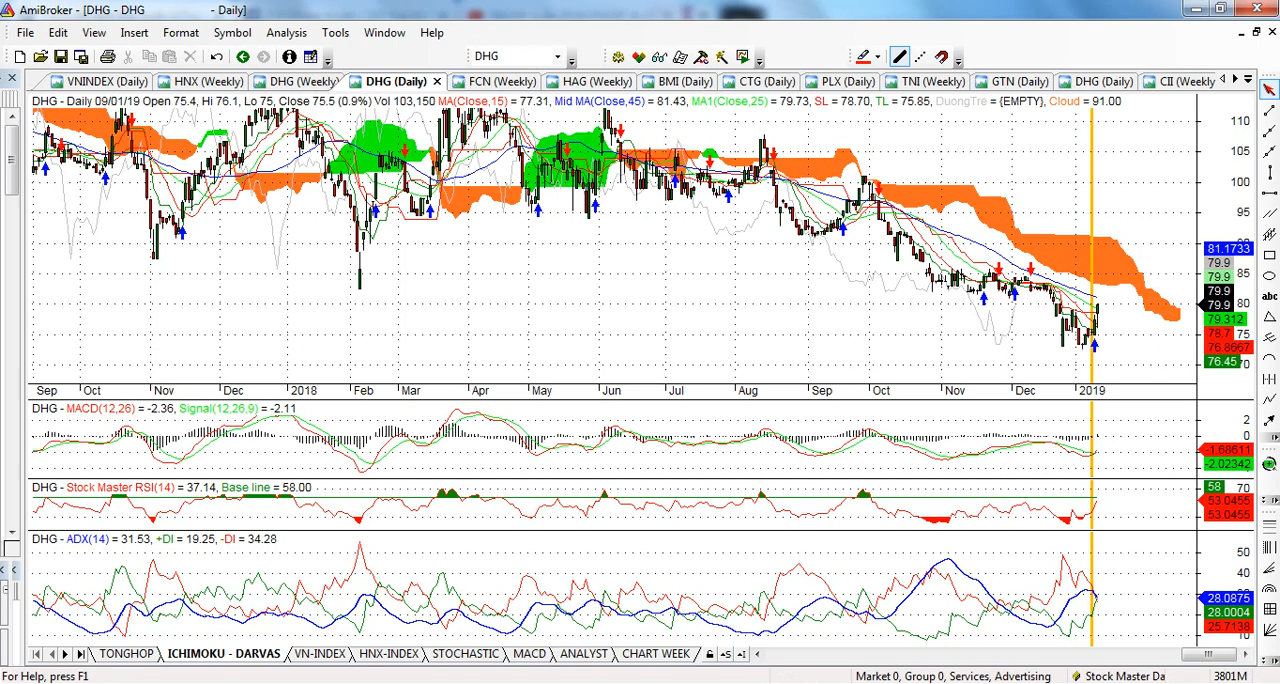 AmiBroker - [DHG - DHG - Daily]
File Edit View Insert Format Symbol Analysis Tools Window Help
DHG
VNINDEX (Daily) HNX (Weekly) DHG (Weekly) DHG (Daily) FCN (Weekly) HAG (Weekly) BMI (Daily) CTG (Daily) PLX (Daily) TNI (Weekly) GTN (Daily) DHG (Daily) CII (Weekly
DHG - Daily 09/01/19 Open 75.4, Hi 76.1, Lo 75, Close 75.5 (0.9%) Vol 103,150 MA(Close,15) = 77.31, Mid MA(Close,45) = 81.43, MA1(Close,25) = 79.73, SL = 78.70, TL = 75.85, DuongTre = {EMPTY}, Cloud = 91.00
110
105
100
95
90
81.1733
79.9
85
79.9
79.9
79.9
80
79.312
78.7
75
76.8667
76.45
70
Sep Oct Nov Dec 2018 Feb Mar Apr May Jun Jul Aug Sep Oct Nov Dec 2019
DHG - MACD(12,26) = -2.36, Signal(12,26,9) = -2.11
2
0
-1.68611
-2.02342
DHG - Stock Master RSI(14) = 37.14, Base line = 58.00
58 70
53.0455
53.0455
DHG - ADX(14) = 31.53, +DI = 19.25, -DI = 34.28
50
40
28.0875
28.0004
25.7138
10
TONGHOP ICHIMOKU - DARVAS VN-INDEX HNX-INDEX STOCHASTIC MACD ANALYST CHART WEEK
For Help, press F1 Market 0, Group 0, Services, Advertising Stock Master Da 3801M